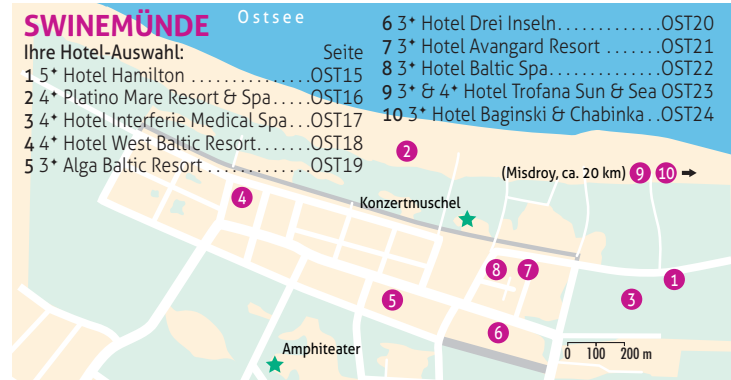 SWINEMÜNDE
Ostsee
Ihre Hotel-Auswahl: Seite
1 5* Hotel Hamilton ............OST15
2 4* Platino Mare Resort & Spa.....OST16
3 4* Hotel Interferie Medical Spa...OST17
4 4* Hotel West Baltic Resort.......OST18
5 3* Alga Baltic Resort ............OST19
6 3* Hotel Drei Inseln.............OST20
7 3* Hotel Avangard Resort .......OST21
8 3* Hotel Baltic Spa..............OST22
9 3* & 4* Hotel Trofana Sun & Sea OST23
10 3* Hotel Baginski & Chabinka..OST24
2
(Misdroy, ca. 20 km) 9 10 ➡
4
Konzertmuschel
8 7
1
5
3
6
Amphiteater
0 100 200 m